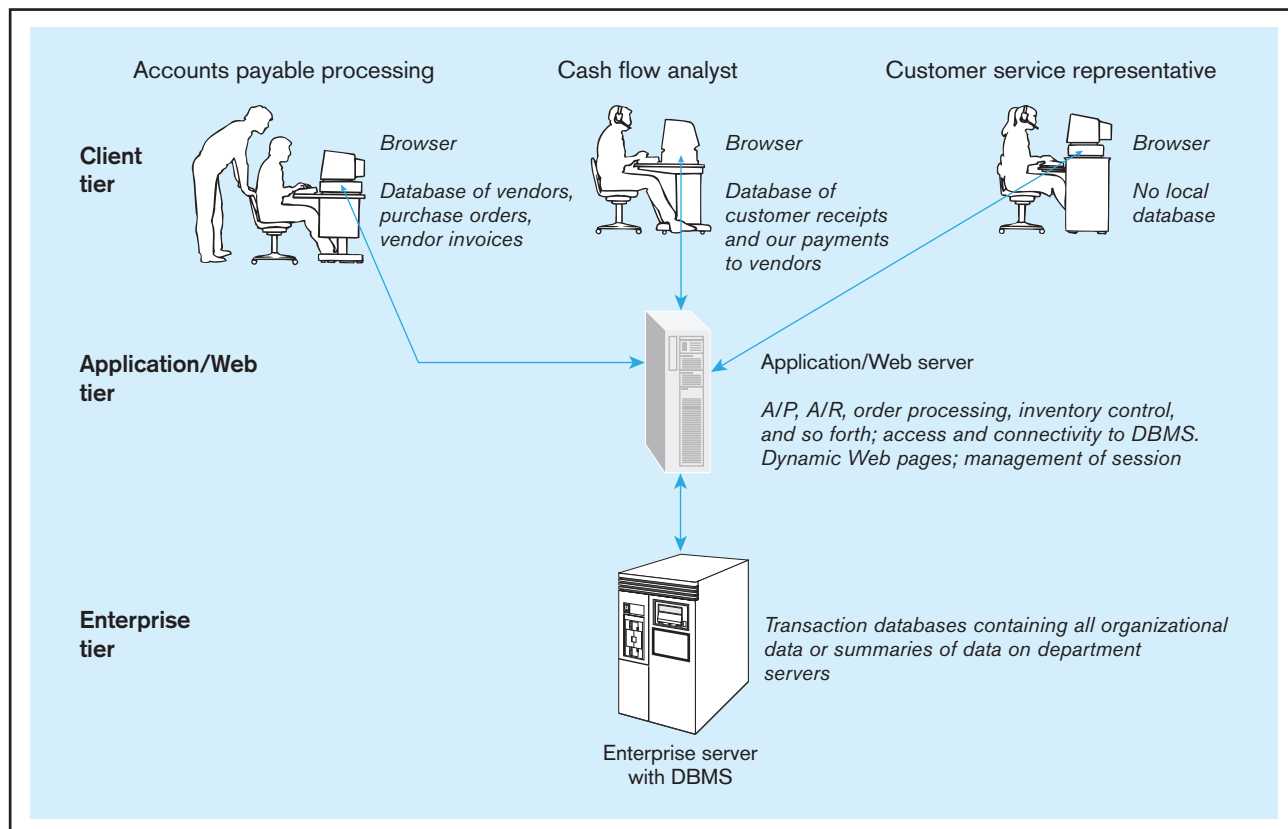 Accounts payable processing
Cash flow analyst
Customer service representative
Client
tier
Browser
Database of vendors,
purchase orders,
vendor invoices
Browser
Database of
customer receipts
and our payments
to vendors
Browser
No local
database
Application/Web
tier
Application/Web server
A/P, A/R, order processing, inventory control,
and so forth; access and connectivity to DBMS.
Dynamic Web pages; management of session
Enterprise
tier
Transaction databases containing all organizational
data or summaries of data on department
servers
Enterprise server
with DBMS